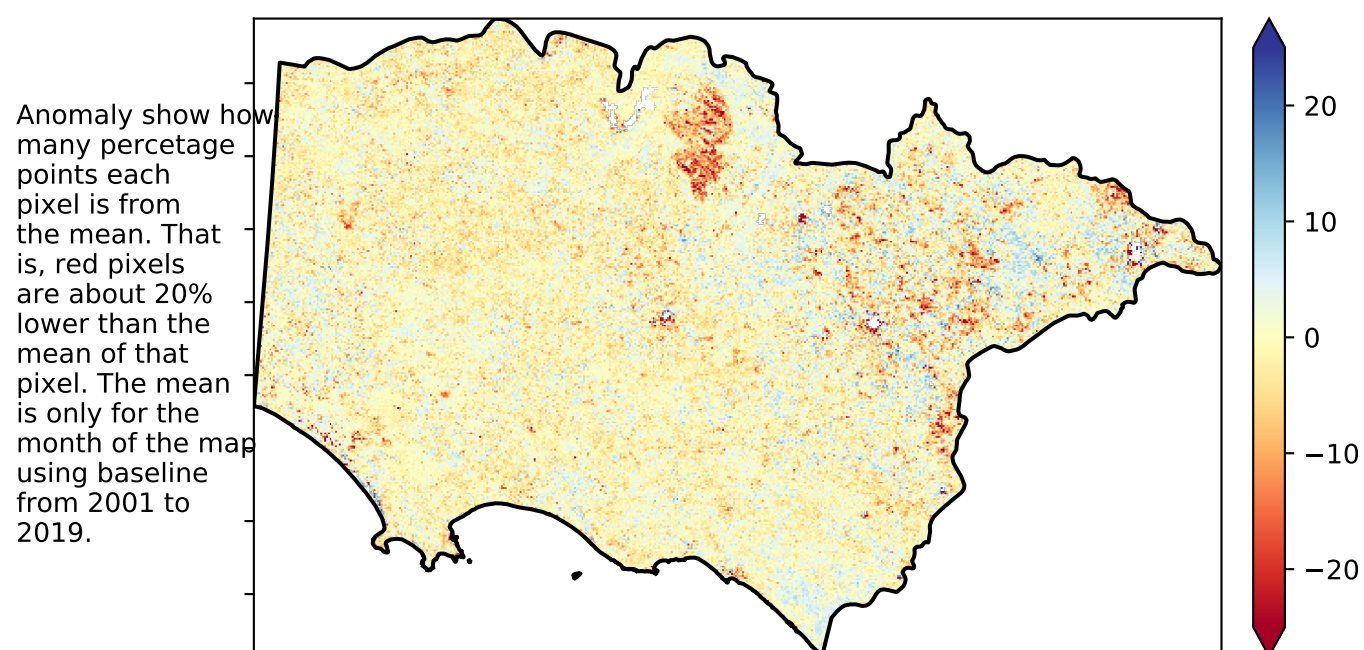 Anomaly show how
many percetage
points each
pixel is from
the mean. That
is, red pixels
are about 20%
lower than the
mean of that
pixel. The mean
is only for the
month of the map
using baseline
from 2001 to
2019.
20
10
0
−10
−20